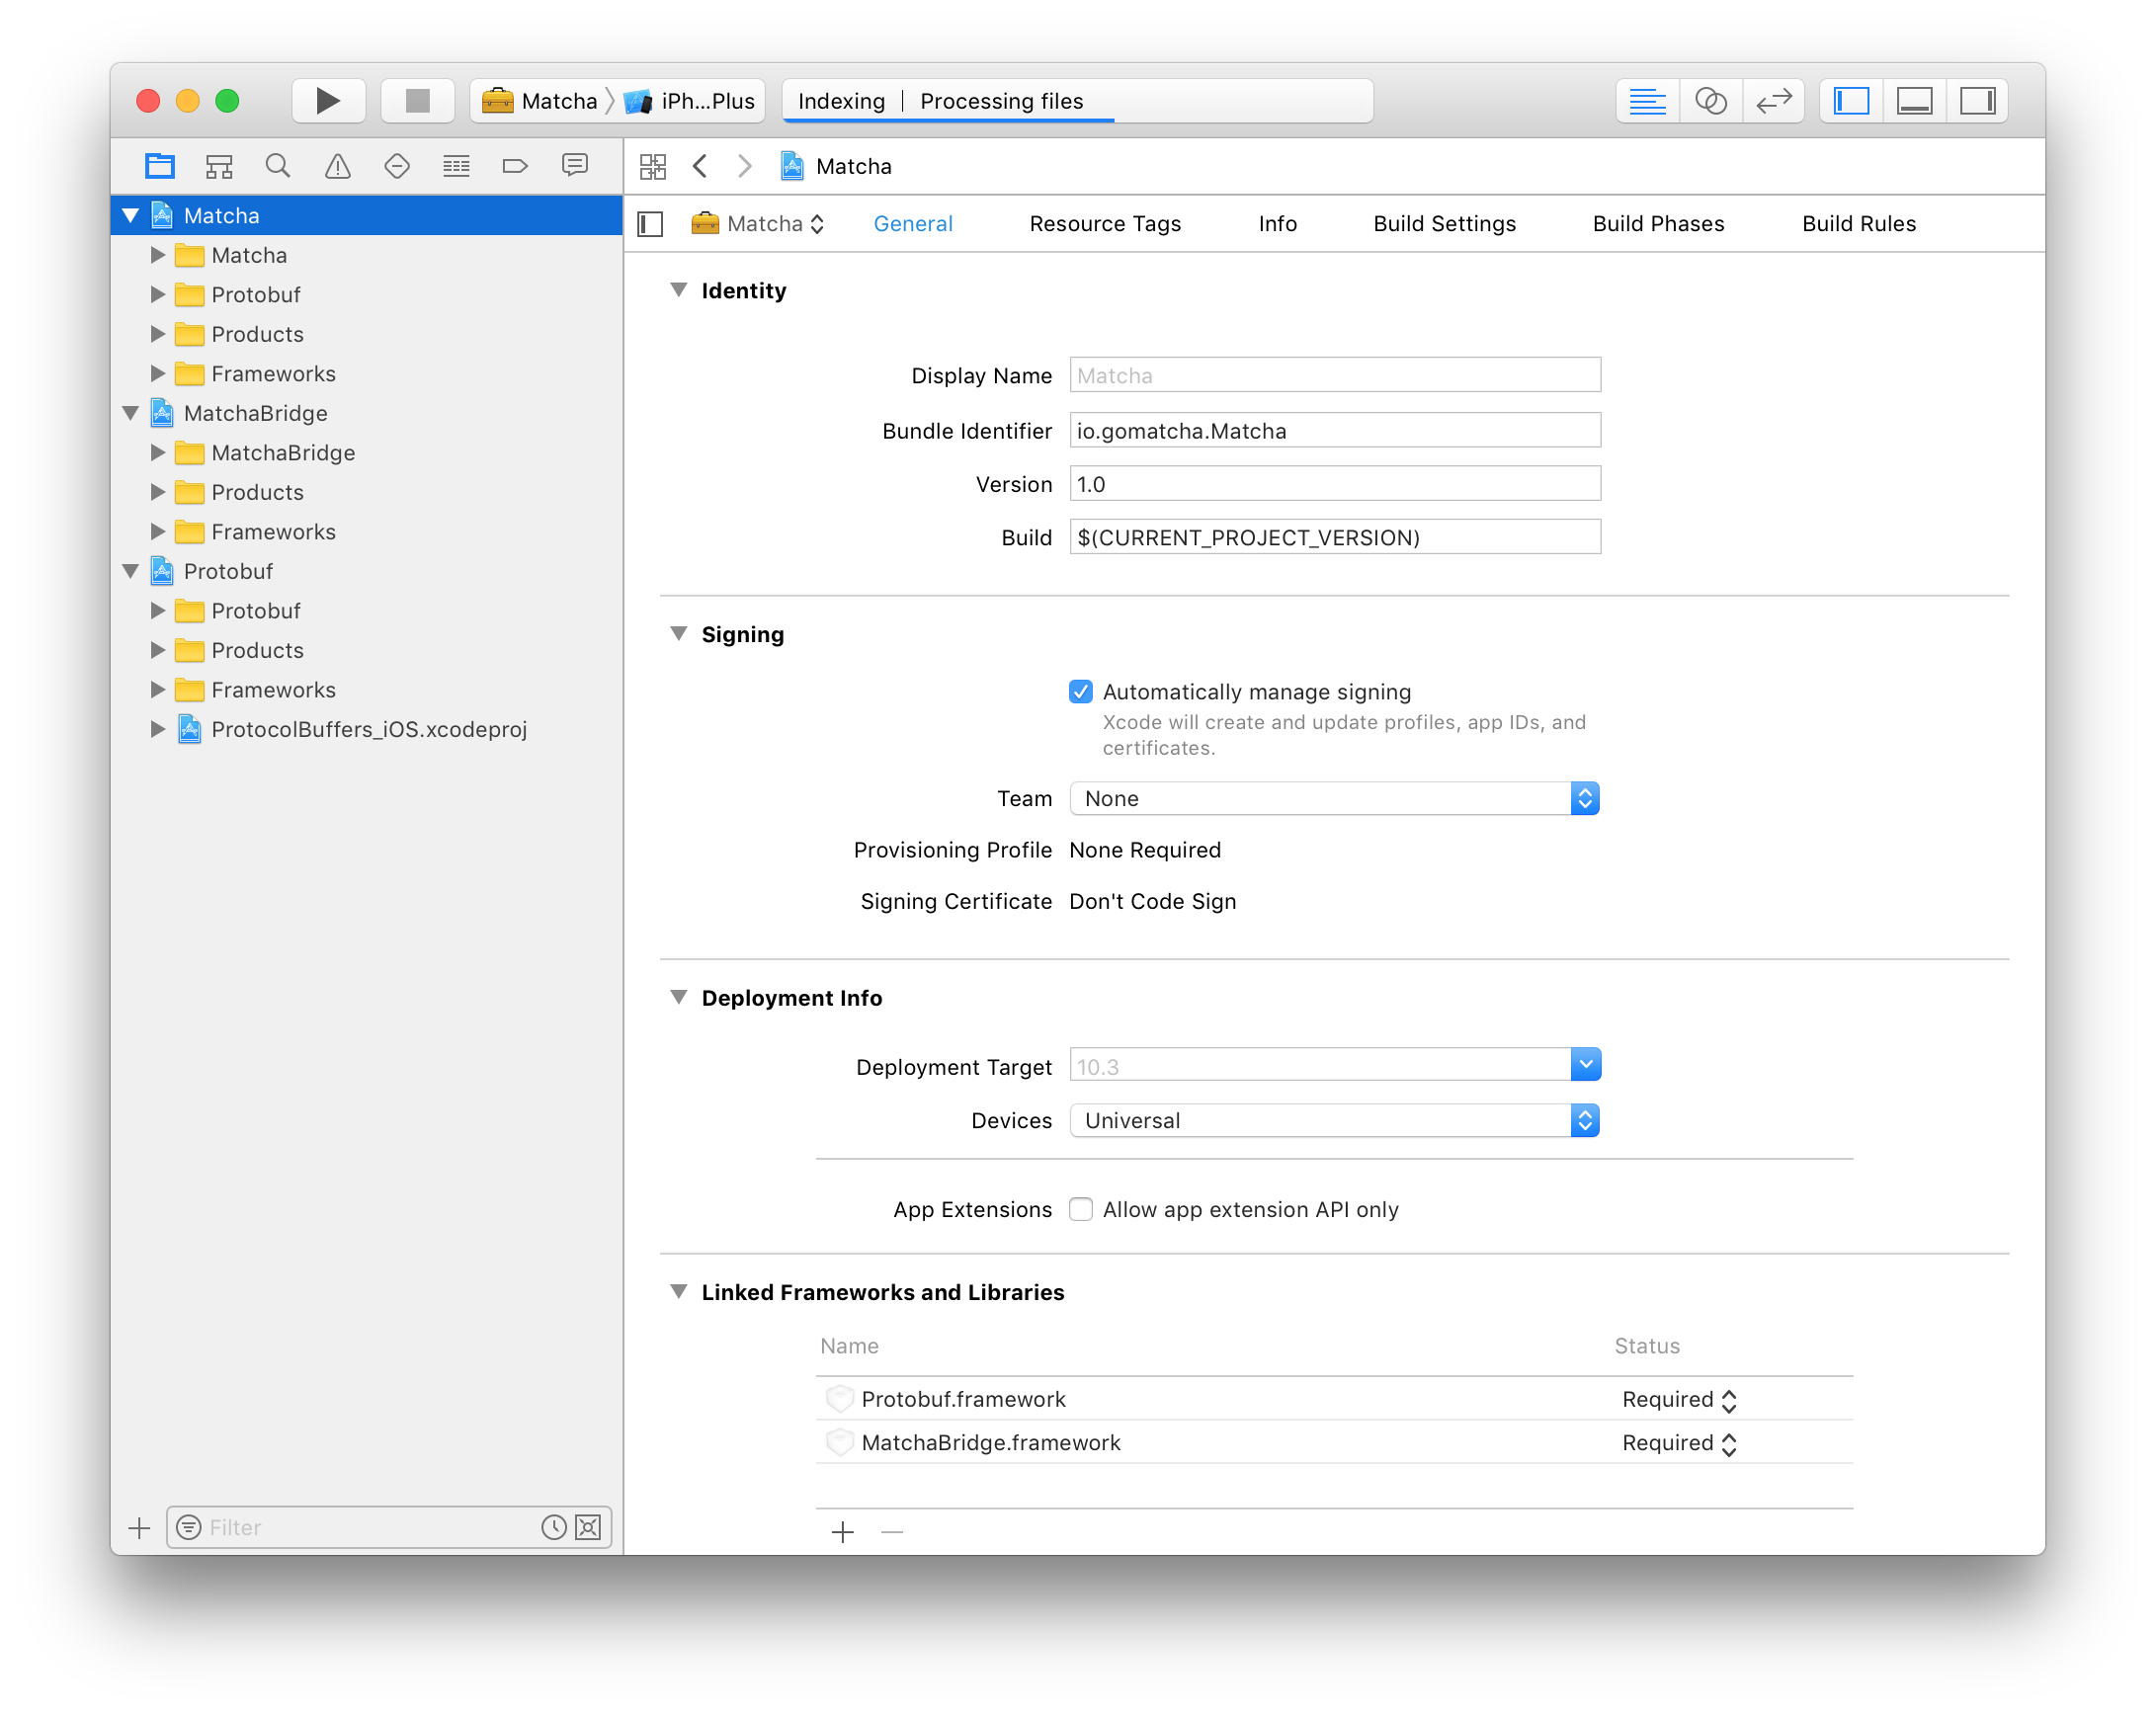 Matcha iPh...Plus Indexing Processing files
Matcha
Matcha
Matcha
Protobuf
Products
Frameworks
MatchaBridge
MatchaBridge
Products
Frameworks
Protobuf
Protobuf
Products
Frameworks
ProtocolBuffers_iOS.xcodeproj
Filter
Matcha General Resource Tags Info Build Settings Build Phases Build Rules
Identity
Display Name Matcha
Bundle Identifier io.gomatcha.Matcha
Version 1.0
Build $(CURRENT_PROJECT_VERSION)
Signing
Automatically manage signing
Xcode will create and update profiles, app IDs, and
certificates.
Team None
Provisioning Profile None Required
Signing Certificate Don't Code Sign
Deployment Info
Deployment Target 10.3
Devices Universal
App Extensions Allow app extension API only
Linked Frameworks and Libraries
Name Status
Protobuf.framework Required
MatchaBridge.framework Required